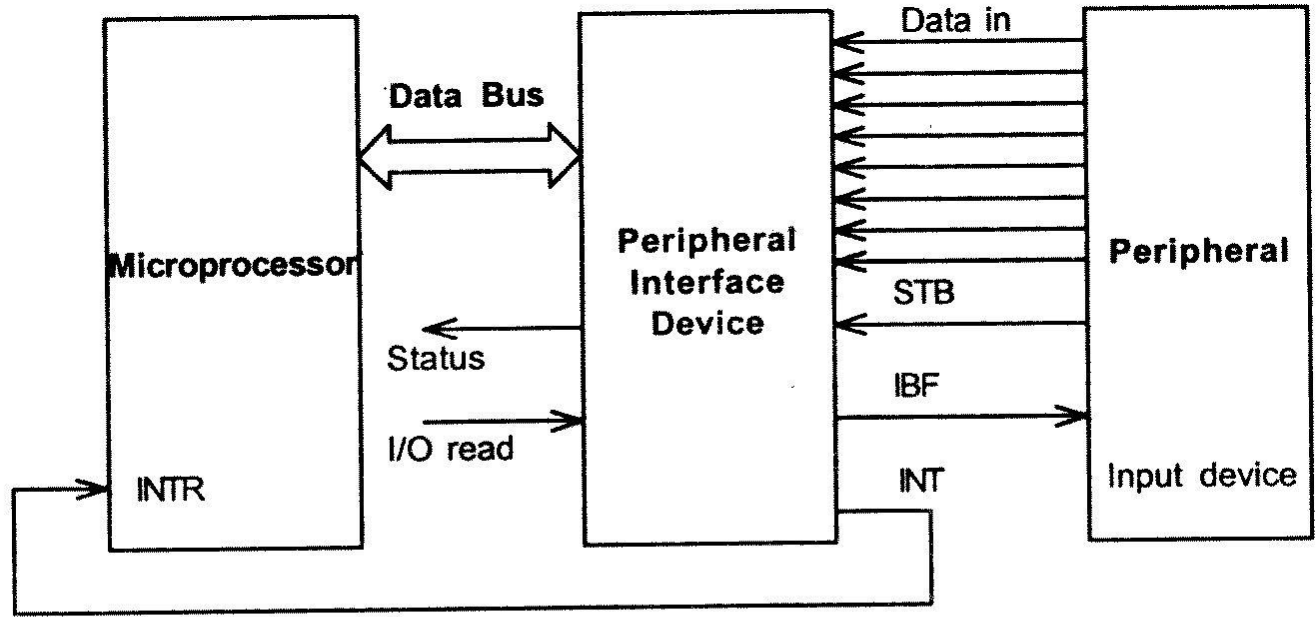 Data in
Data Bus
Microprocessor
Peripheral
Interface
Device
Peripheral
STB
Status
IBF
I/O read
INTR
INT
Input device